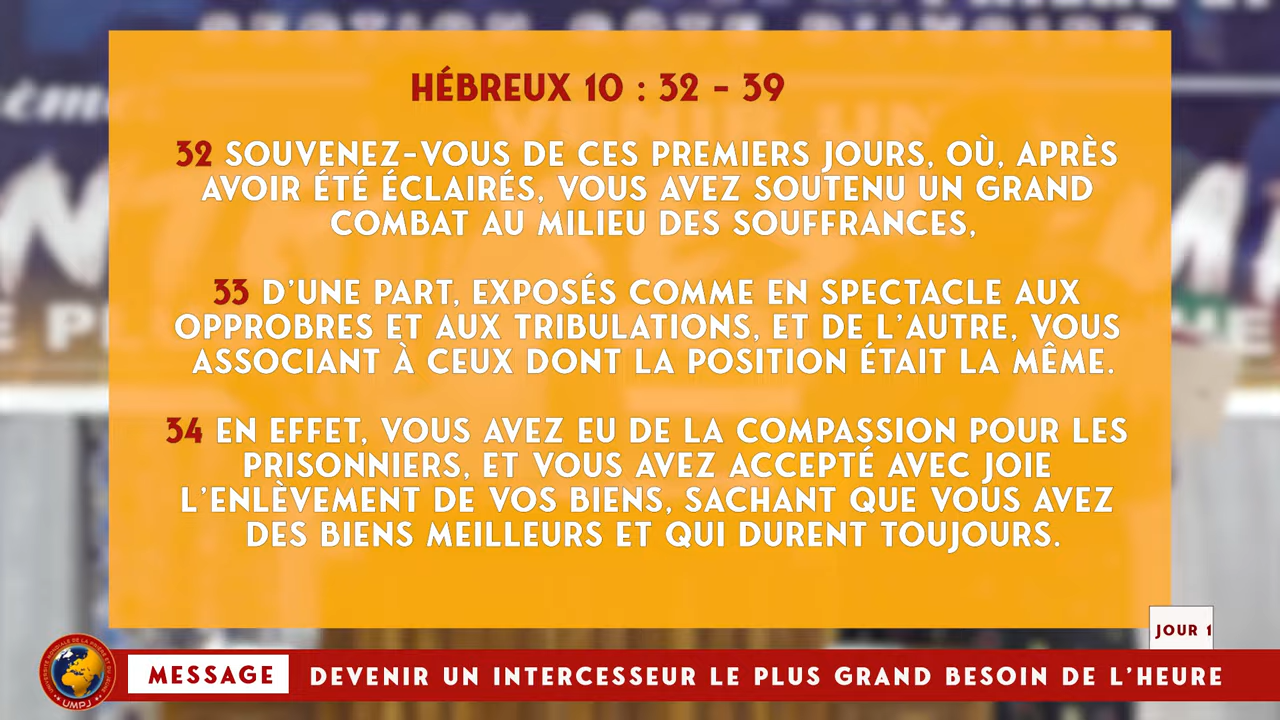 HÉBREUX 10 : 32 - 39
32 SOUVENEZ-VOUS DE CES PREMIERS JOURS, OÙ, APRÈS
AVOIR ÉTÉ ÉCLAIRÉS, VOUS AVEZ SOUTENU UN GRAND
COMBAT AU MILIEU DES SOUFFRANCES,
33 D'UNE PART, EXPOSÉS COMME EN SPECTACLE AUX
OPPROBRES ET AUX TRIBULATIONS, ET DE L'AUTRE, VOUS
ASSOCIANT À CEUX DONT LA POSITION ÉTAIT LA MÊME.
34 EN EFFET, VOUS AVEZ EU DE LA COMPASSION POUR LES
PRISONNIERS, ET VOUS AVEZ ACCEPTÉ AVEC JOIE
L'ENLÈVEMENT DE VOS BIENS, SACHANT QUE VOUS AVEZ
DES BIENS MEILLEURS ET QUI DURENT TOUJOURS.
JOUR 1
UMPJ
MESSAGE
DEVENIR UN INTERCESSEUR LE PLUS GRAND BESOIN DE L'HEURE